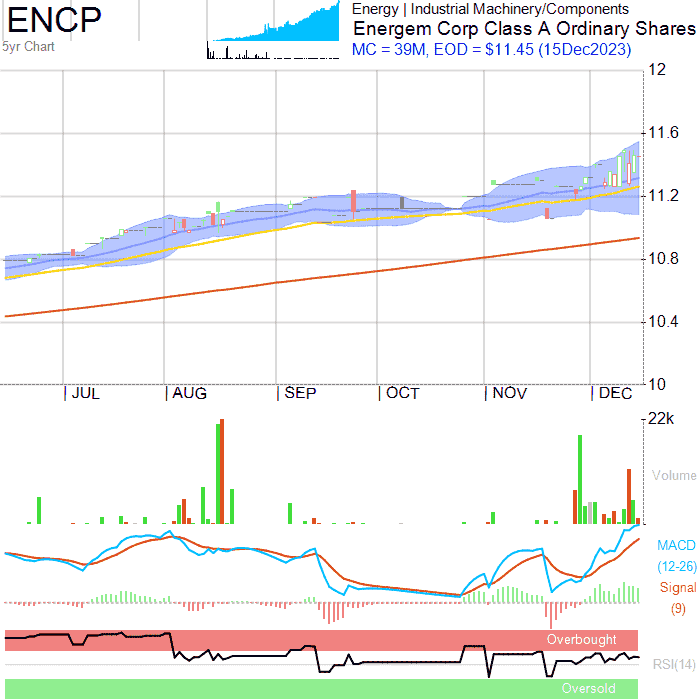 ENCP
5yr Chart
Energy | Industrial Machinery/Components
Energem Corp Class A Ordinary Shares
MC = 39M, EOD = $11.45 (15Dec2023)
12
11.6
11.2
10.8
10.4
10
| JUL | AUG | SEP | OCT | NOV | DEC
22k
Volume
MACD
(12-26)
Signal
(9)
Overbought
RSI(14)
Oversold